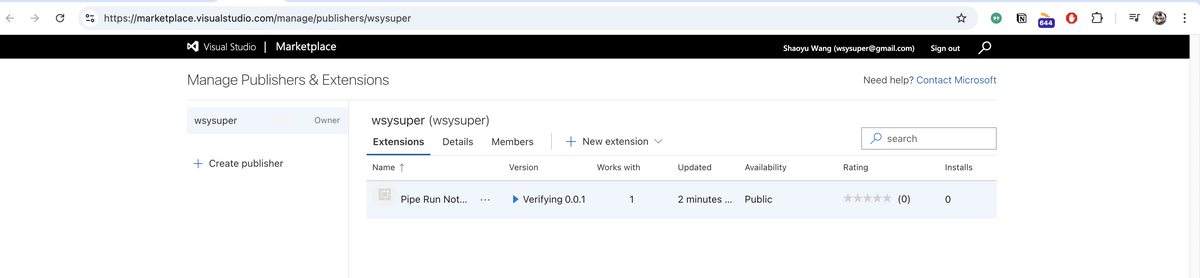 https://marketplace.visualstudio.com/manage/publishers/wsysuper
644
Visual Studio | Marketplace
Shaoyu Wang (wsysuper@gmail.com) Sign out
Manage Publishers & Extensions
Need help? Contact Microsoft
wsysuper Owner
+ Create publisher
wsysuper (wsysuper)
Extensions Details Members + New extension
search
Name ↑ Version Works with Updated Availability Rating Installs
Pipe Run Not... ... Verifying 0.0.1 1 2 minutes ... Public (0) 0